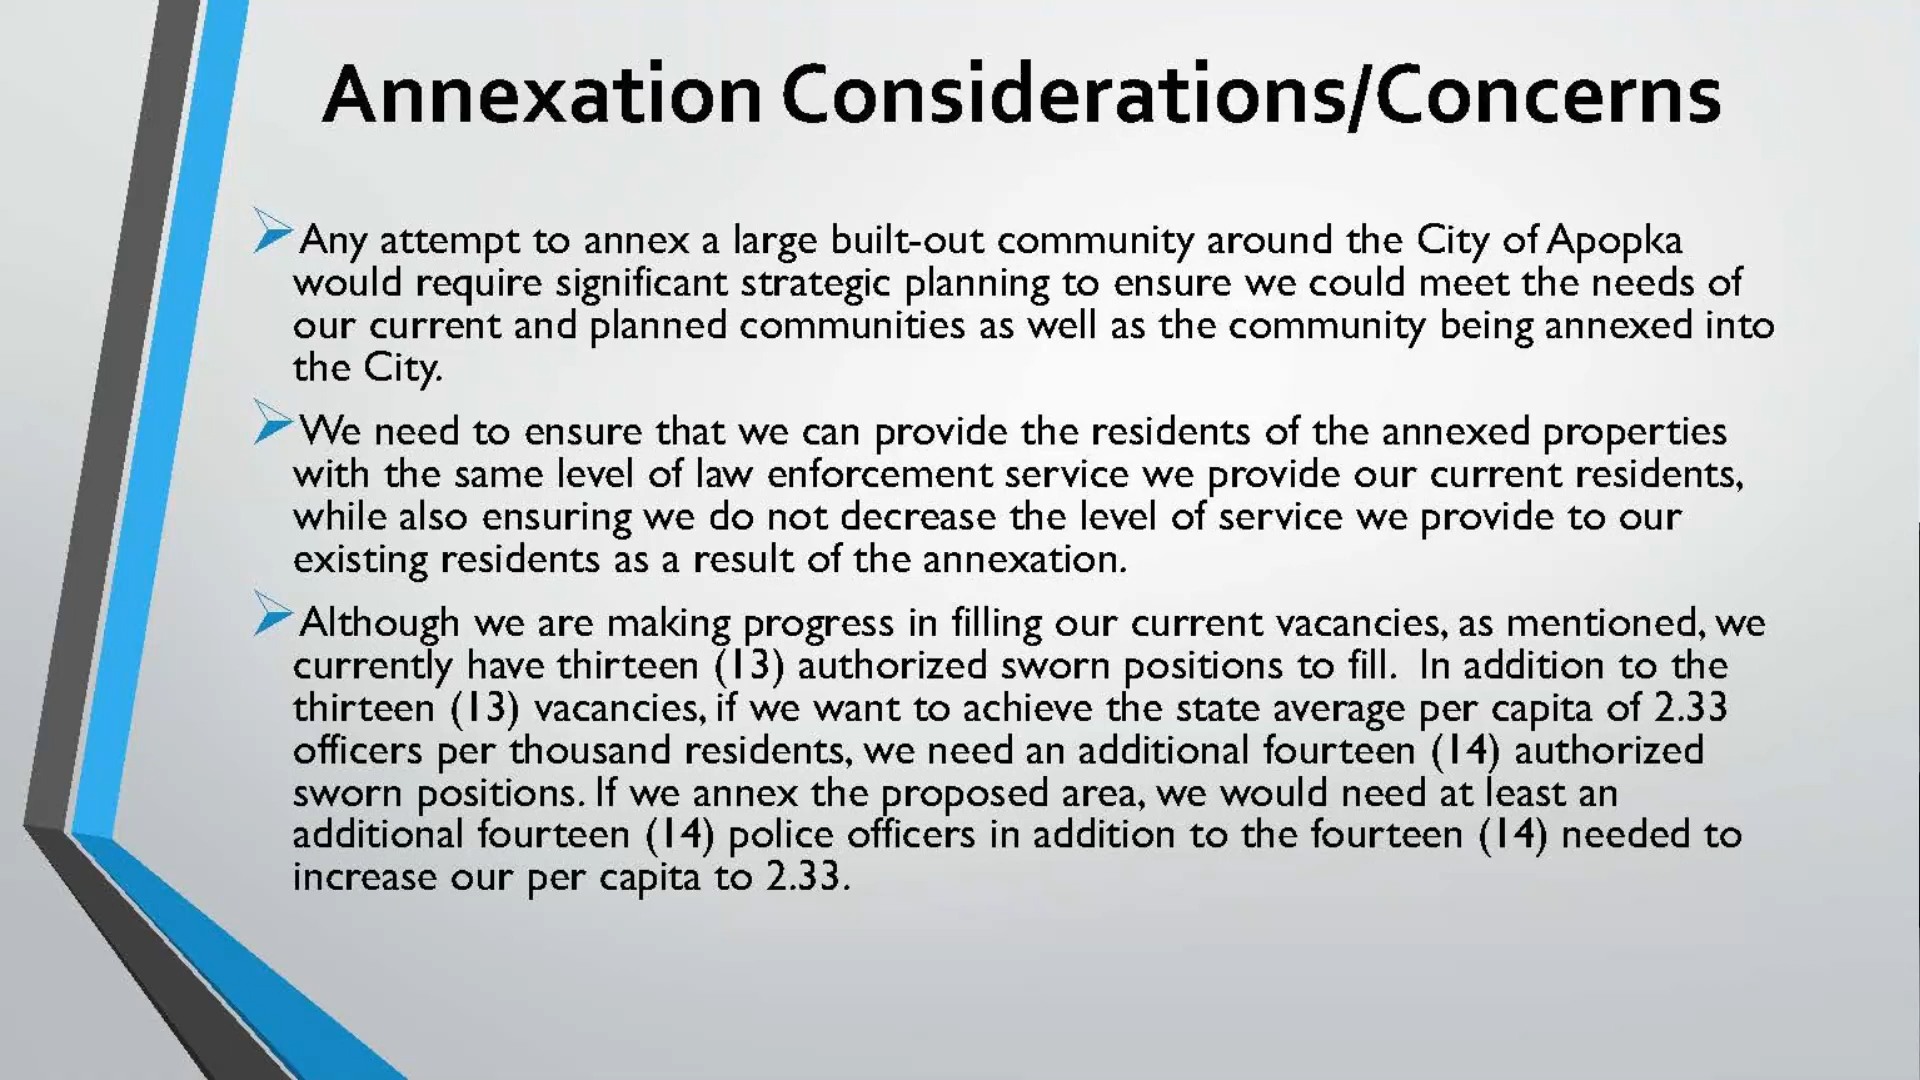 Annexation Considerations/Concerns
Any attempt to annex a large built-out community around the City of Apopka
would require significant strategic planning to ensure we could meet the needs of
our current and planned communities as well as the community being annexed into
the City.
We need to ensure that we can provide the residents of the annexed properties
with the same level of law enforcement service we provide our current residents,
while also ensuring we do not decrease the level of service we provide to our
existing residents as a result of the annexation.
Although we are making progress in filling our current vacancies, as mentioned, we
currently have thirteen (13) authorized sworn positions to fill. In addition to the
thirteen (13) vacancies, if we want to achieve the state average per capita of 2.33
officers per thousand residents, we need an additional fourteen (14) authorized
sworn positions. If we annex the proposed area, we would need at least an
additional fourteen (14) police officers in addition to the fourteen (14) needed to
increase our per capita to 2.33.